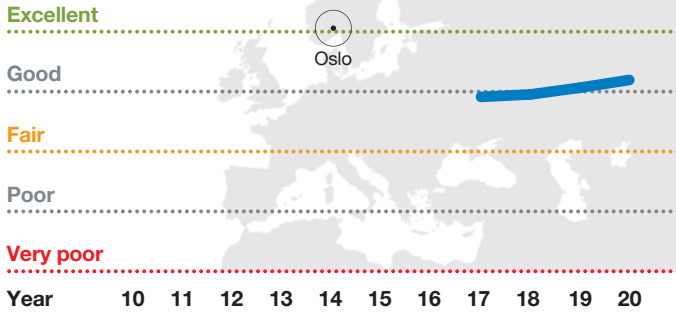 Excellent
Oslo
Good
Fair
Poor
Very poor
Year 10 11 12 13 14 15 16 17 18 19 20